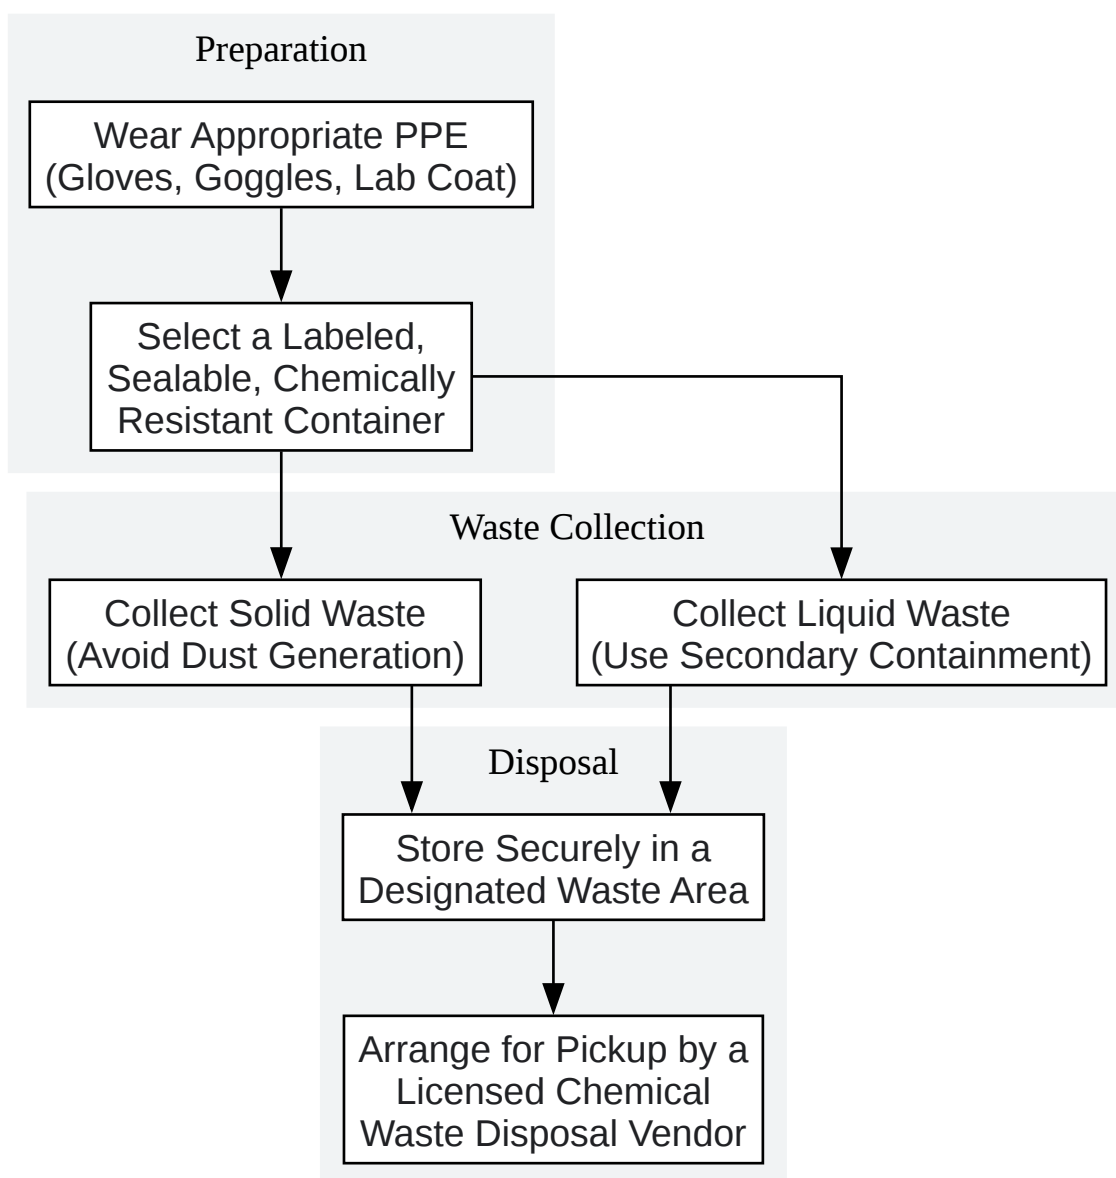 Preparation
Wear Appropriate PPE
(Gloves, Goggles, Lab Coat)
Select a Labeled,
Sealable, Chemically
Resistant Container
Waste Collection
Collect Solid Waste
(Avoid Dust Generation)
Collect Liquid Waste
(Use Secondary Containment)
Disposal
Store Securely in a
Designated Waste Area
Arrange for Pickup by a
Licensed Chemical
Waste Disposal Vendor